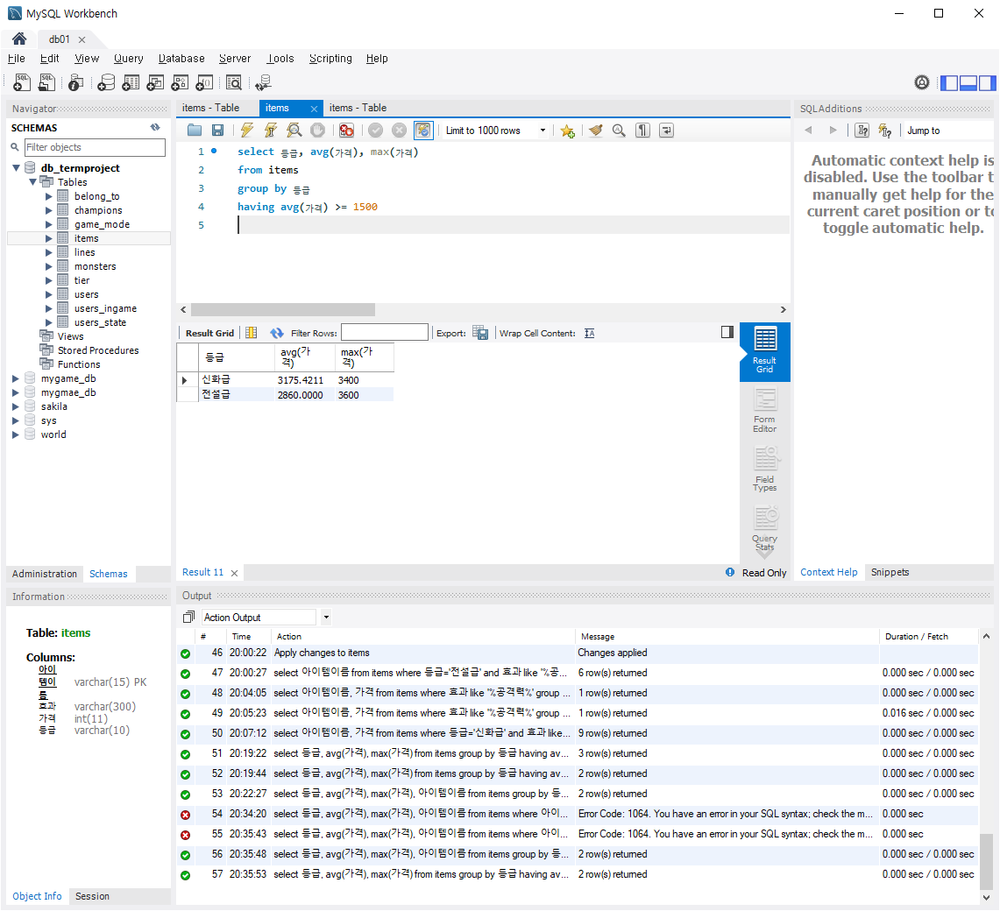 MySQL Workbench
db01
File Edit View Query Database Server Tools Scripting Help
Navigator
SCHEMAS
Filter objects
db_termproject
Tables
belong_to
champions
game_mode
items
lines
monsters
tier
users
users_ingame
users_state
Views
Stored Procedures
Functions
mygame_db
mygmae_db
sakila
sys
world
Administration Schemas
Information
Table: items
Columns:
아이
템이 varchar(15) PK
름
효과 varchar(300)
가격 int(11)
등급 varchar(10)
Object Info Session
items - Table items items - Table
Limit to 1000 rows
1 select 등급, avg(가격), max(가격)
2 from items
3 group by 등급
4 having avg(가격) >= 1500
5
Result Grid Filter Rows: Export: Wrap Cell Content:
등급 avg(가 max(가
격) 격)
신화급 3175.4211 3400
전설급 2860.0000 3600
Result
Grid
Form
Editor
Field
Types
Query
Stats
Result 11 Read Only
SQLAdditions
Jump to
Automatic context help is
disabled. Use the toolbar t
manually get help for the
current caret position or to
toggle automatic help.
Context Help Snippets
Output
Action Output
# Time Action Message Duration / Fetch
46 20:00:22 Apply changes to items Changes applied
47 20:00:27 select 아이템이름 from items where 등급='전설급' and 효과 like '%공... 6 row(s) returned 0.000 sec / 0.000 sec
48 20:04:05 select 아이템이름, 가격 from items where 효과 like '%공격력%' group ... 1 row(s) returned 0.000 sec / 0.000 sec
49 20:05:23 select 아이템이름, 가격 from items where 효과 like '%공격력%' group ... 1 row(s) returned 0.016 sec / 0.000 sec
50 20:07:12 select 아이템이름, 가격 from items where 등급='신화급' and 효과 like... 9 row(s) returned 0.000 sec / 0.000 sec
51 20:19:22 select 등급, avg(가격), max(가격) from items group by 등급 having av... 3 row(s) returned 0.000 sec / 0.000 sec
52 20:19:44 select 등급, avg(가격), max(가격) from items group by 등급 having av... 2 row(s) returned 0.000 sec / 0.000 sec
53 20:22:27 select 등급, avg(가격), max(가격), 아이템이름 from items group by 등... 2 row(s) returned 0.000 sec / 0.000 sec
54 20:34:20 select 등급, avg(가격), max(가격), 아이템이름 from items where 아이... Error Code: 1064. You have an error in your SQL syntax; check the m... 0.000 sec
55 20:35:43 select 등급, avg(가격), max(가격), 아이템이름 from items where 아이... Error Code: 1064. You have an error in your SQL syntax; check the m... 0.000 sec
56 20:35:48 select 등급, avg(가격), max(가격), 아이템이름 from items group by 등... 2 row(s) returned 0.000 sec / 0.000 sec
57 20:35:53 select 등급, avg(가격), max(가격) from items group by 등급 having av... 2 row(s) returned 0.000 sec / 0.000 sec